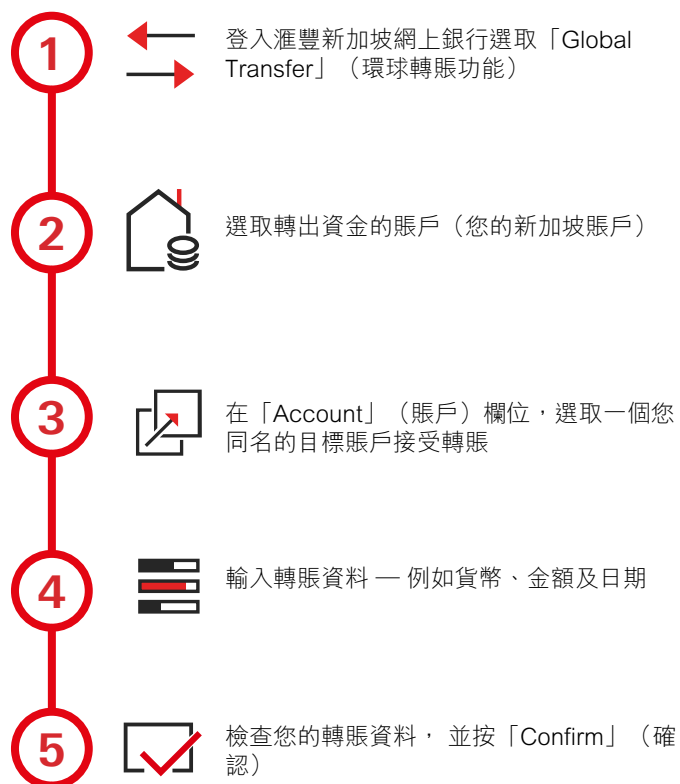 1
登入滙豐新加坡網上銀行選取「Global
Transfer」（環球轉賬功能）
2
選取轉出資金的賬戶（您的新加坡賬戶）
3
在「Account」（賬戶）欄位，選取一個您
同名的目標賬戶接受轉賬
4
輸入轉賬資料 — 例如貨幣、金額及日期
5
檢查您的轉賬資料， 並按「Confirm」（確
認）